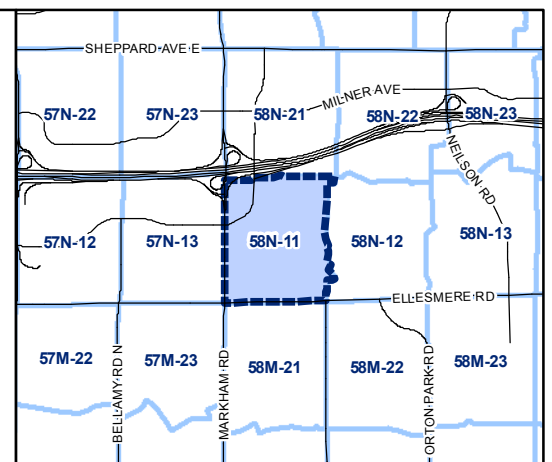 SHEPPARD AVE E
MILNER AVE
57N-22
57N-23
58N-21
58N-22
58N-23
NEILSON RD
57N-12
57N-13
58N-11
58N-12
58N-13
ELLESMERE RD
57M-22
57M-23
58M-21
58M-22
58M-23
BELLAMY RD N
MARKHAM RD
ORTON PARK RD